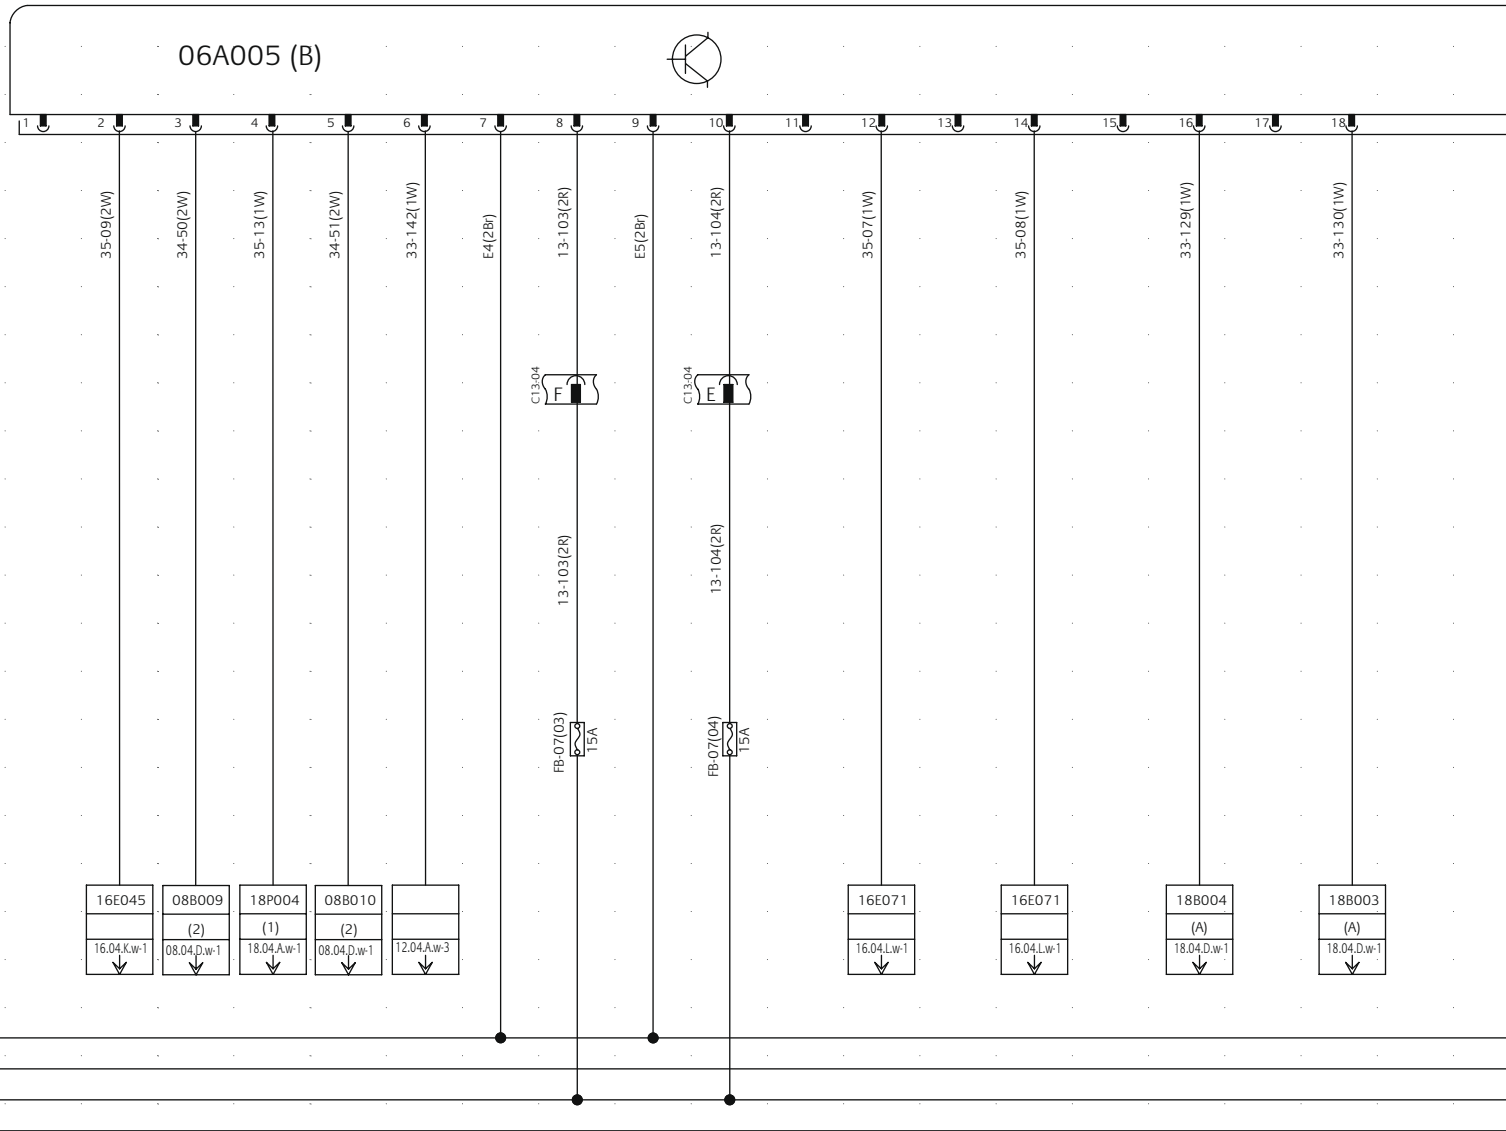 06A005 (B)
1 2 3 4 5 6 7 8 9 10 11 12 13 14 15 16 17 18
35-09(2W)
34-50(2W)
35-13(1W)
34-51(2W)
33-142(1W)
E4(2Br)
13-103(2R)
E5(2Br)
13-104(2R)
35-07(1W)
35-08(1W)
33-129(1W)
33-130(1W)
C13-04
F
C13-04
E
13-103(2R)
13-104(2R)
FB-07(03)
15A
FB-07(04)
15A
16E045 08B009 18P004 08B010 16E071 16E071 18B004 18B003
(2) (1) (2) (A) (A)
16.04.K.w-1 08.04.D.w-1 18.04.A.w-1 08.04.D.w-1 12.04.A.w-3 16.04.L.w-1 16.04.L.w-1 18.04.D.w-1 18.04.D.w-1